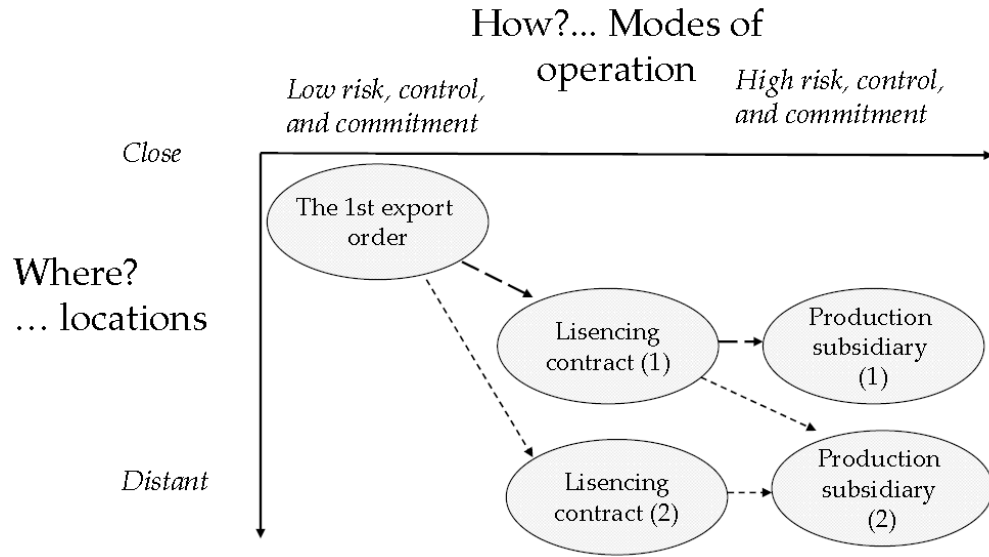 How?... Modes of
operation
Low risk, control,
and commitment
High risk, control,
and commitment
Close
The 1st export
order
Where?
... locations
Lisencing
contract (1)
Production
subsidiary
(1)
Distant
Lisencing
contract (2)
Production
subsidiary
(2)